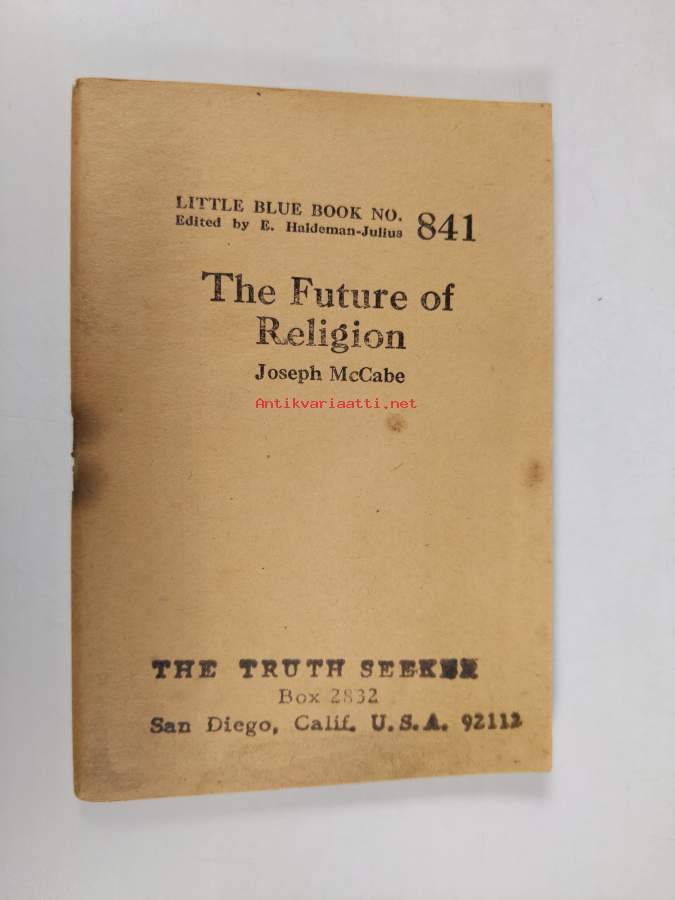 LITTLE BLUE BOOK NO. 841
Edited by E. Haldeman-Julius
The Future of
Religion
Joseph McCabe
Antikvariaatti.net
THE TRUTH SEEKER
Box 2832
San Diego, Calif. U.S.A. 92112